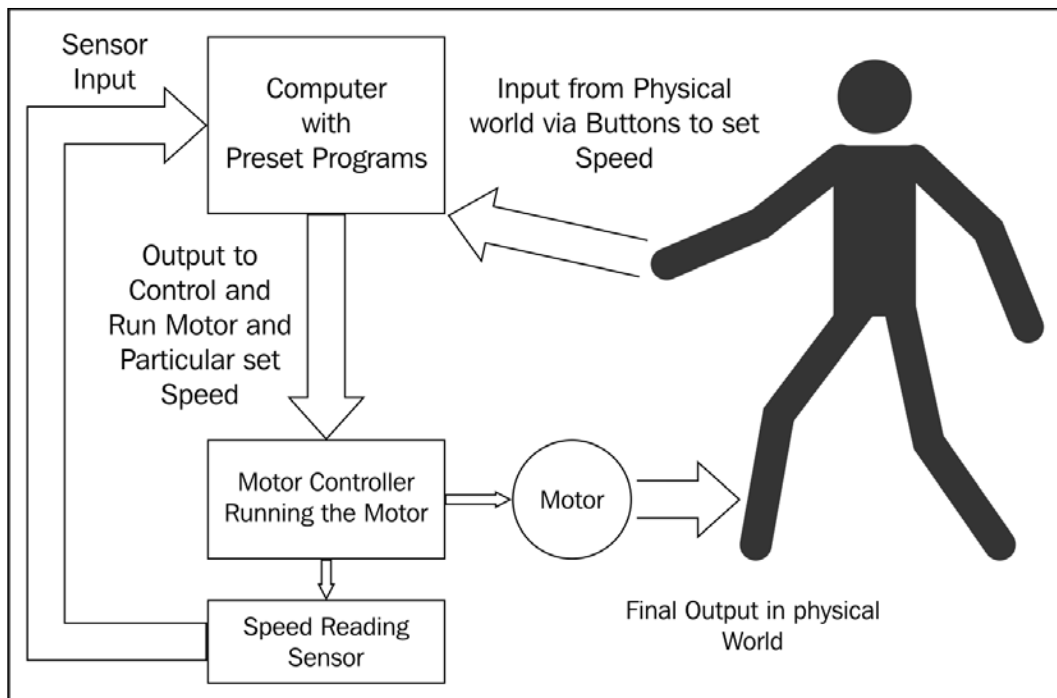 Sensor
Input
Computer
with
Preset Programs
Input from Physical
world via Buttons to set
Speed
Output to
Control and
Run Motor and
Particular set
Speed
Motor Controller
Running the Motor
Motor
Speed Reading
Sensor
Final Output in physical
World